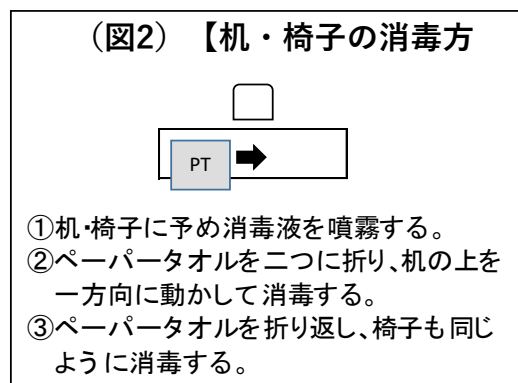 （図2）【机・椅子の消毒方
PT
①机・椅子に予め消毒液を噴霧する。
②ペーパータオルを二つに折り、机の上を
一方向に動かして消毒する。
③ペーパータオルを折り返し、椅子も同じ
ように消毒する。